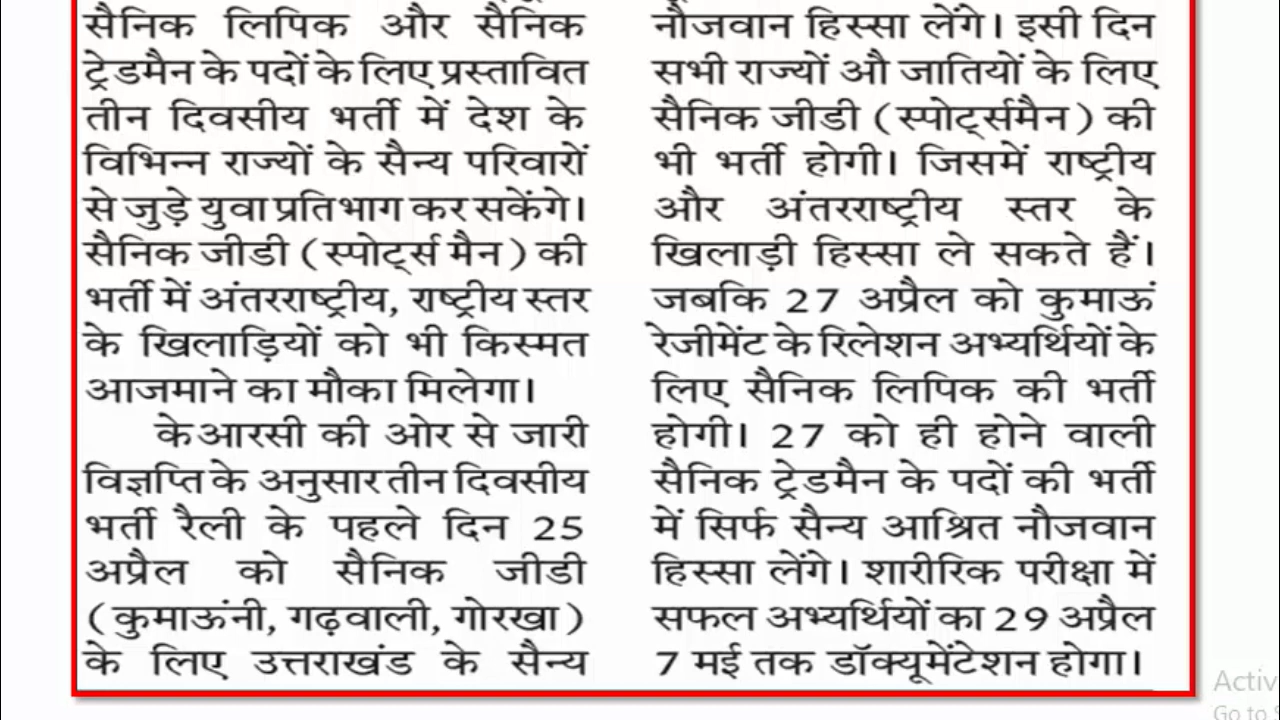 सैनिक लिपिक और सैनिक
ट्रेडमैन के पदों के लिए प्रस्तावित
तीन दिवसीय भर्ती में देश के
विभिन्न राज्यों के सैन्य परिवारों
से जुड़े युवा प्रतिभाग कर सकेंगे।
सैनिक जीडी (स्पोर्ट्स मैन) की
भर्ती में अंतरराष्ट्रीय, राष्ट्रीय स्तर
के खिलाड़ियों को भी किस्मत
आजमाने का मौका मिलेगा।
केआरसी की ओर से जारी
विज्ञप्ति के अनुसार तीन दिवसीय
भर्ती रैली के पहले दिन 25
अप्रैल को सैनिक जीडी
(कुमाऊंनी, गढ़वाली, गोरखा)
के लिए उत्तराखंड के सैन्य
नौजवान हिस्सा लेंगे। इसी दिन
सभी राज्यों औ जातियों के लिए
सैनिक जीडी (स्पोर्ट्समैन) की
भी भर्ती होगी। जिसमें राष्ट्रीय
और अंतरराष्ट्रीय स्तर के
खिलाड़ी हिस्सा ले सकते हैं।
जबकि 27 अप्रैल को कुमाऊं
रेजीमेंट के रिलेशन अभ्यर्थियों के
लिए सैनिक लिपिक की भर्ती
होगी। 27 को ही होने वाली
सैनिक ट्रेडमैन के पदों की भर्ती
में सिर्फ सैन्य आश्रित नौजवान
हिस्सा लेंगे। शारीरिक परीक्षा में
सफल अभ्यर्थियों का 29 अप्रैल
7 मई तक डॉक्यूमेंटेशन होगा।
Activ
Go to S